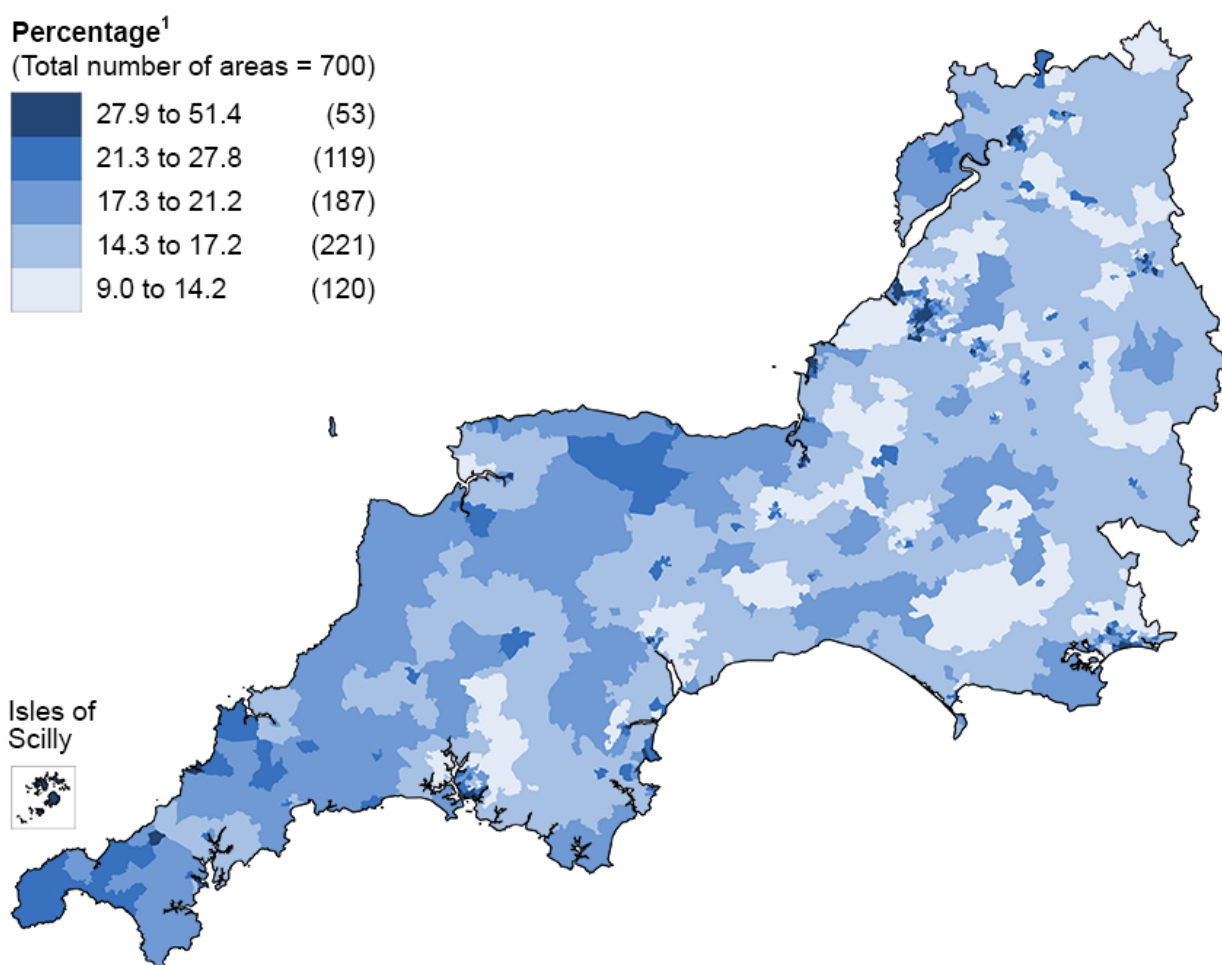 Percentage1
(Total number of areas = 700)
27.9 to 51.4 (53)
21.3 to 27.8 (119)
17.3 to 21.2 (187)
14.3 to 17.2 (221)
9.0 to 14.2 (120)
Isles of
Scilly